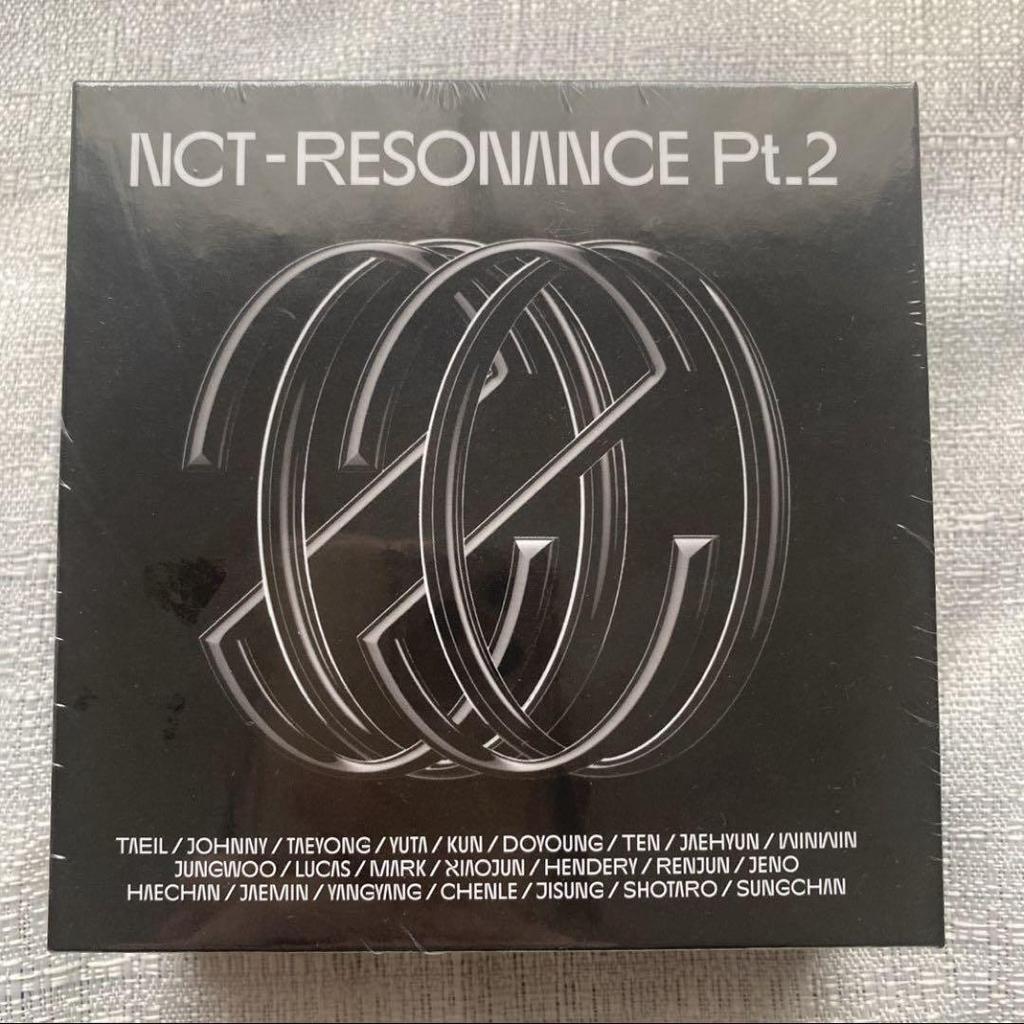 NCT - RESONANCE Pt.2
TAEIL / JOHNNY / TAEYONG / YUTA / KUN / DOYOUNG / TEN / JAEHYUN / WINWIN
JUNGWOO / LUCAS / MARK / XIAOJUN / HENDERY / RENJUN / JENO
HAECHAN / JAEMIN / YANGYANG / CHENLE / JISUNG / SHOTARO / SUNGCHAN